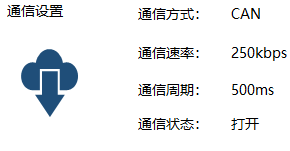 通信设置
通信方式： CAN
通信速率： 250kbps
通信周期： 500ms
通信状态： 打开